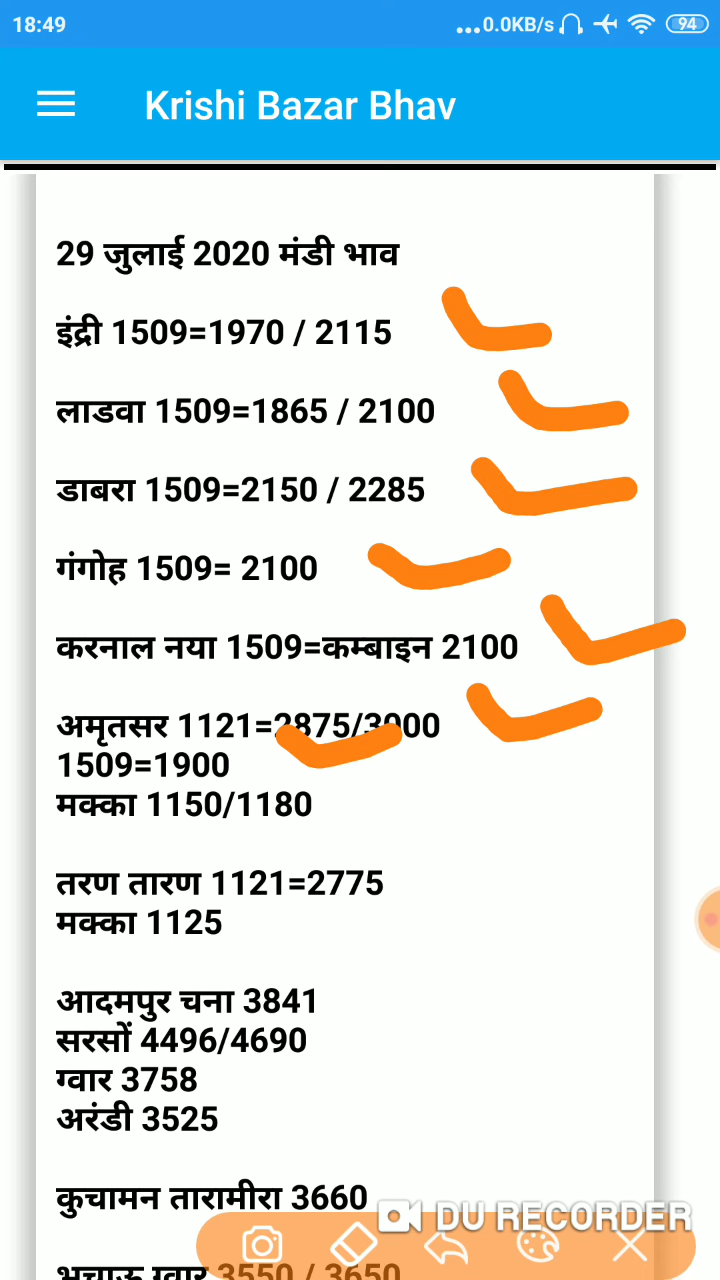 18:49
...0.0KB/s 94
Krishi Bazar Bhav
29 जुलाई 2020 मंडी भाव
इंद्री 1509=1970 / 2115
लाडवा 1509=1865 / 2100
डाबरा 1509=2150 / 2285
गंगोह 1509= 2100
करनाल नया 1509=कम्बाइन 2100
अमृतसर 1121=2875/3000
1509=1900
मक्का 1150/1180
तरण तारण 1121=2775
मक्का 1125
आदमपुर चना 3841
सरसों 4496/4690
ग्वार 3758
अरंडी 3525
कुचामन तारामीरा 3660
DU RECORDER
भचाऊ ग्वार 3550 / 3650